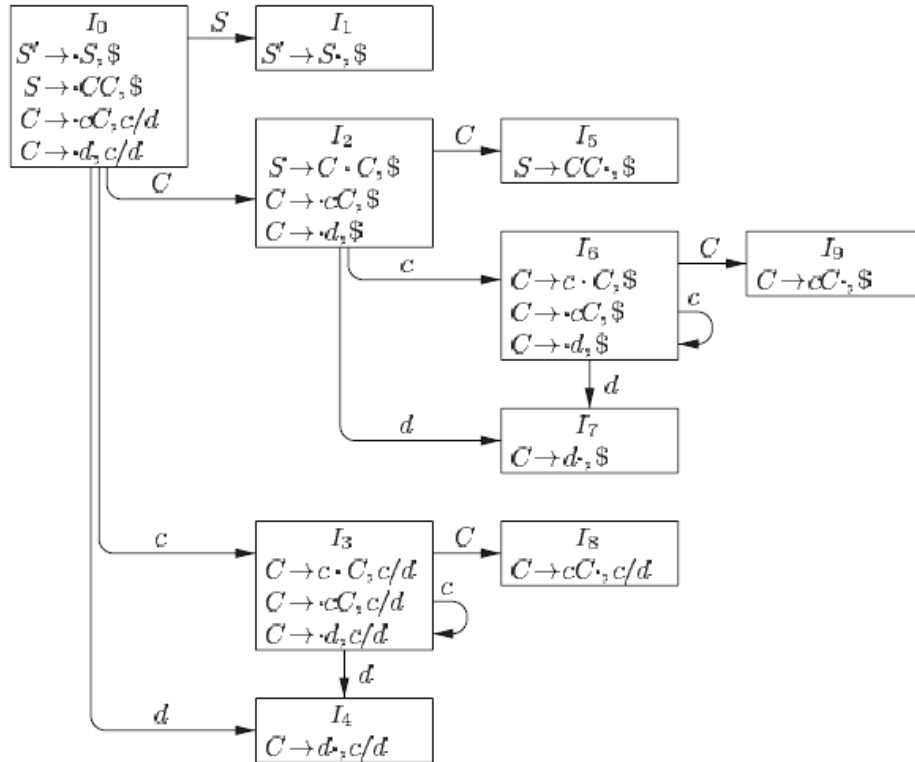 I₀
S′ → ·S, $
S → ·CC, $
C → ·cC, c/d
C → ·d, c/d
S
I₁
S′ → S·, $
C
I₂
S → C · C, $
C → ·cC, $
C → ·d, $
C
I₅
S → CC·, $
c
I₆
C → c · C, $
C → ·cC, $
C → ·d, $
C
I₉
C → cC·, $
c
d
d
I₇
C → d·, $
c
I₃
C → c · C, c/d
C → ·cC, c/d
C → ·d, c/d
C
I₈
C → cC·, c/d
c
d
d
I₄
C → d·, c/d